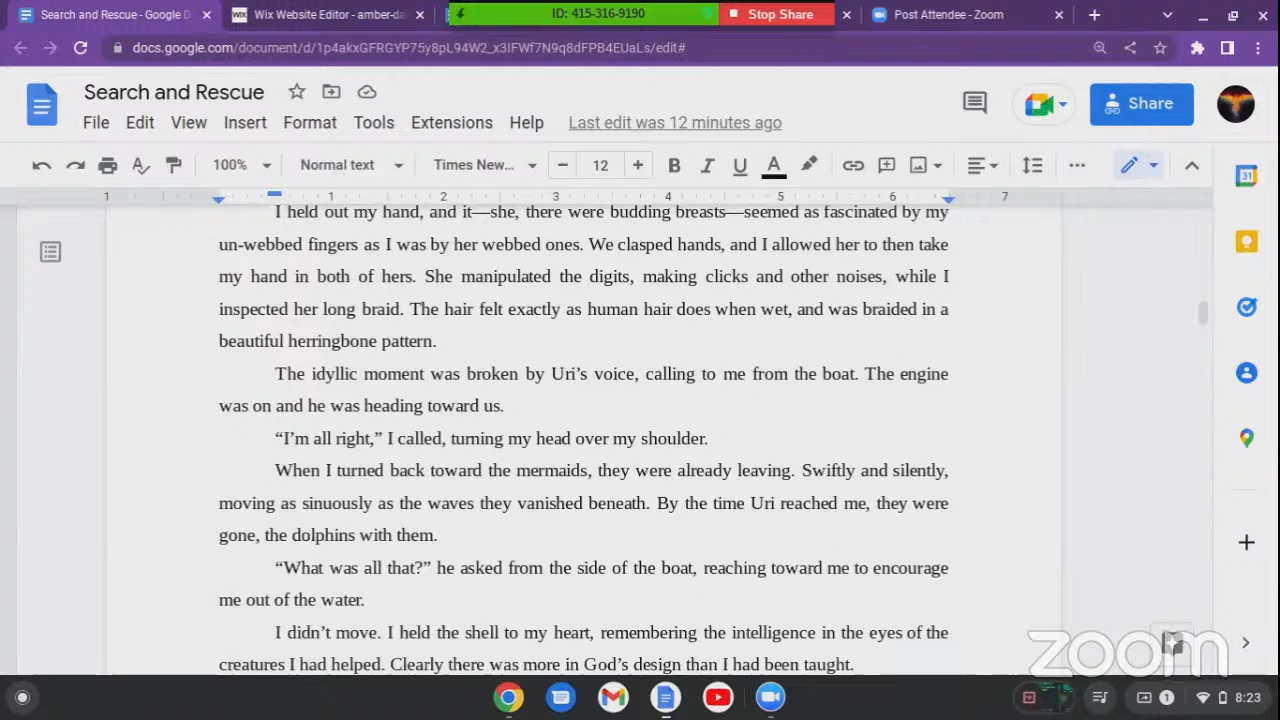 Search and Rescue - Google D
Wix Website Editor - amber-da
ID: 415-316-9190
Stop Share
Post Attendee - Zoom
docs.google.com/document/d/1p4akxGFRGYP75y8pL94W2_x3IFWf7N9q8dFPB4EUaLs/edit#
Search and Rescue
Share
File Edit View Insert Format Tools Extensions Help Last edit was 12 minutes ago
100% Normal text Times New... 12
1 1 2 3 4 5 6 7
I held out my hand, and it—she, there were budding breasts—seemed as fascinated by my
un-webbed fingers as I was by her webbed ones. We clasped hands, and I allowed her to then take
my hand in both of hers. She manipulated the digits, making clicks and other noises, while I
inspected her long braid. The hair felt exactly as human hair does when wet, and was braided in a
beautiful herringbone pattern.
The idyllic moment was broken by Uri’s voice, calling to me from the boat. The engine
was on and he was heading toward us.
“I’m all right,” I called, turning my head over my shoulder.
When I turned back toward the mermaids, they were already leaving. Swiftly and silently,
moving as sinuously as the waves they vanished beneath. By the time Uri reached me, they were
gone, the dolphins with them.
“What was all that?” he asked from the side of the boat, reaching toward me to encourage
me out of the water.
I didn’t move. I held the shell to my heart, remembering the intelligence in the eyes of the
creatures I had helped. Clearly there was more in God’s design than I had been taught.
zoom
1 8:23